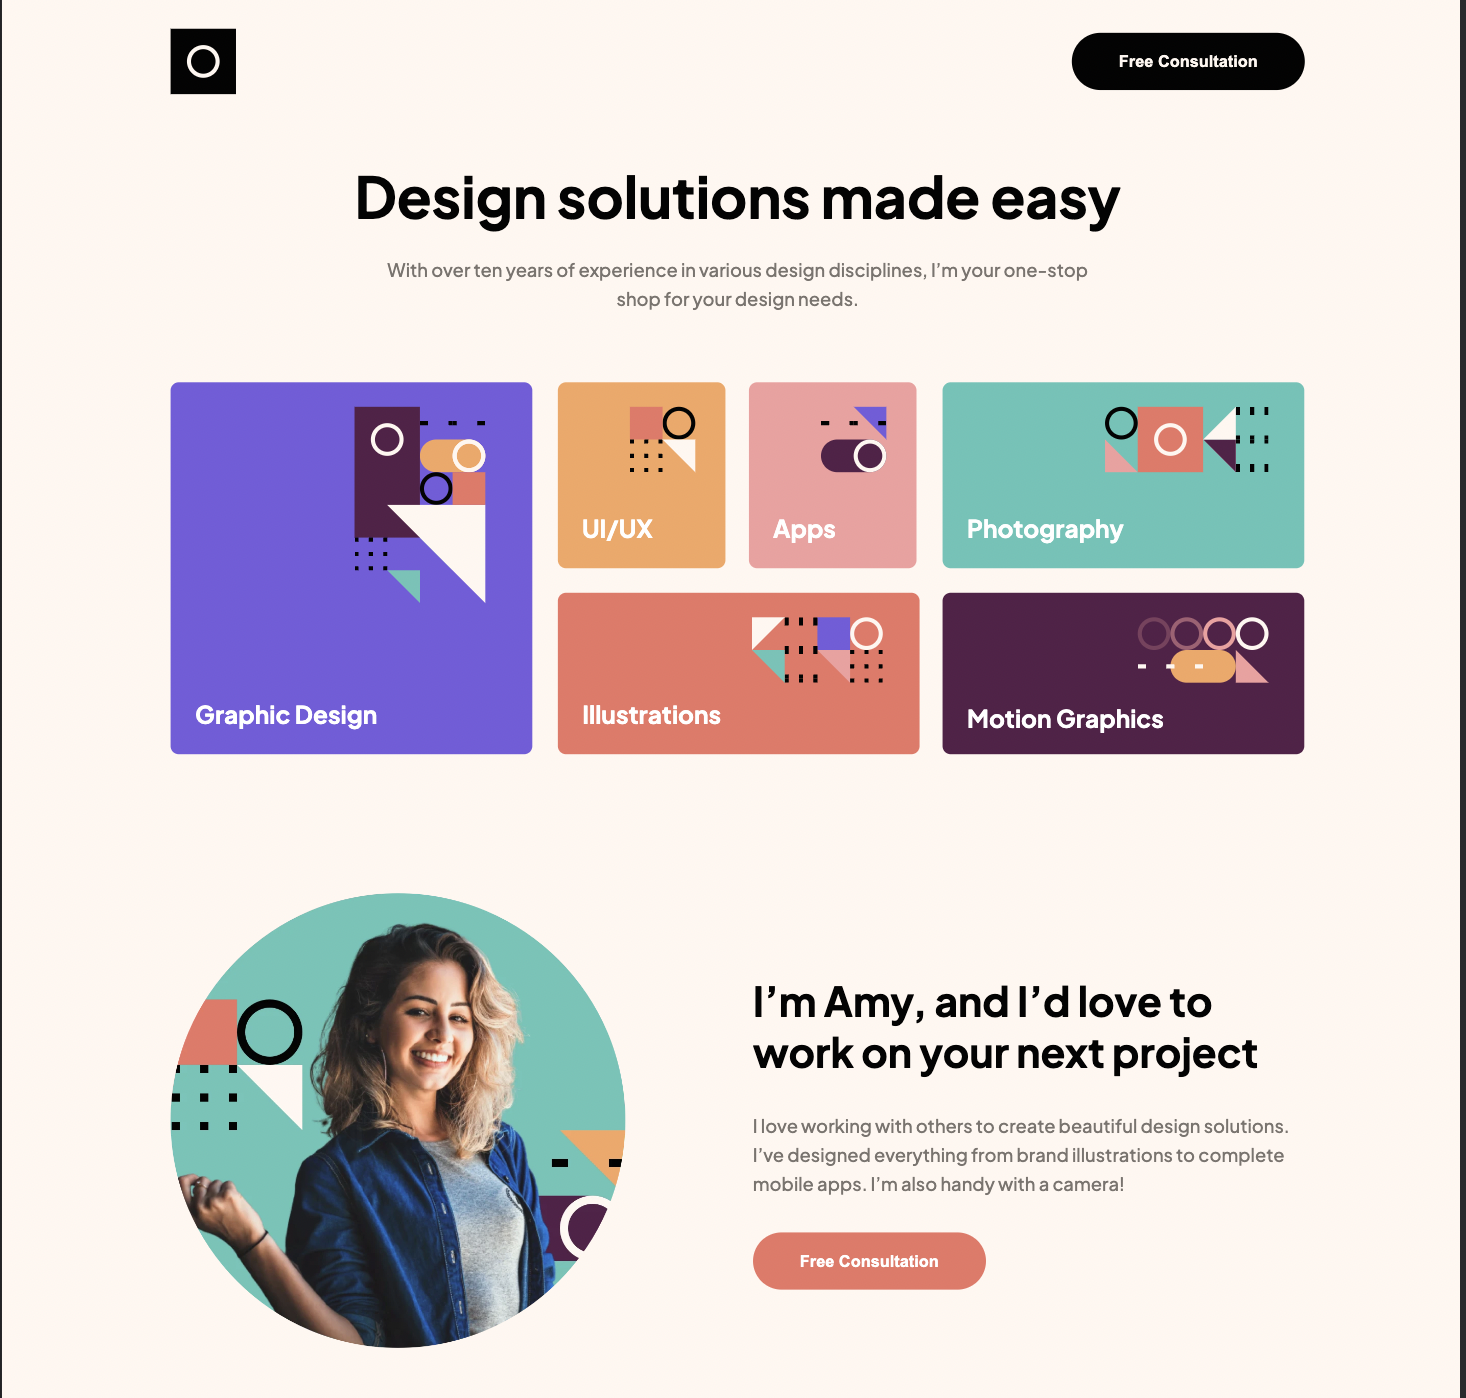 Free Consultation
Design solutions made easy
With over ten years of experience in various design disciplines, I’m your one-stop
shop for your design needs.
Graphic Design
UI/UX
Apps
Photography
Illustrations
Motion Graphics
I’m Amy, and I’d love to
work on your next project
I love working with others to create beautiful design solutions.
I’ve designed everything from brand illustrations to complete
mobile apps. I’m also handy with a camera!
Free Consultation